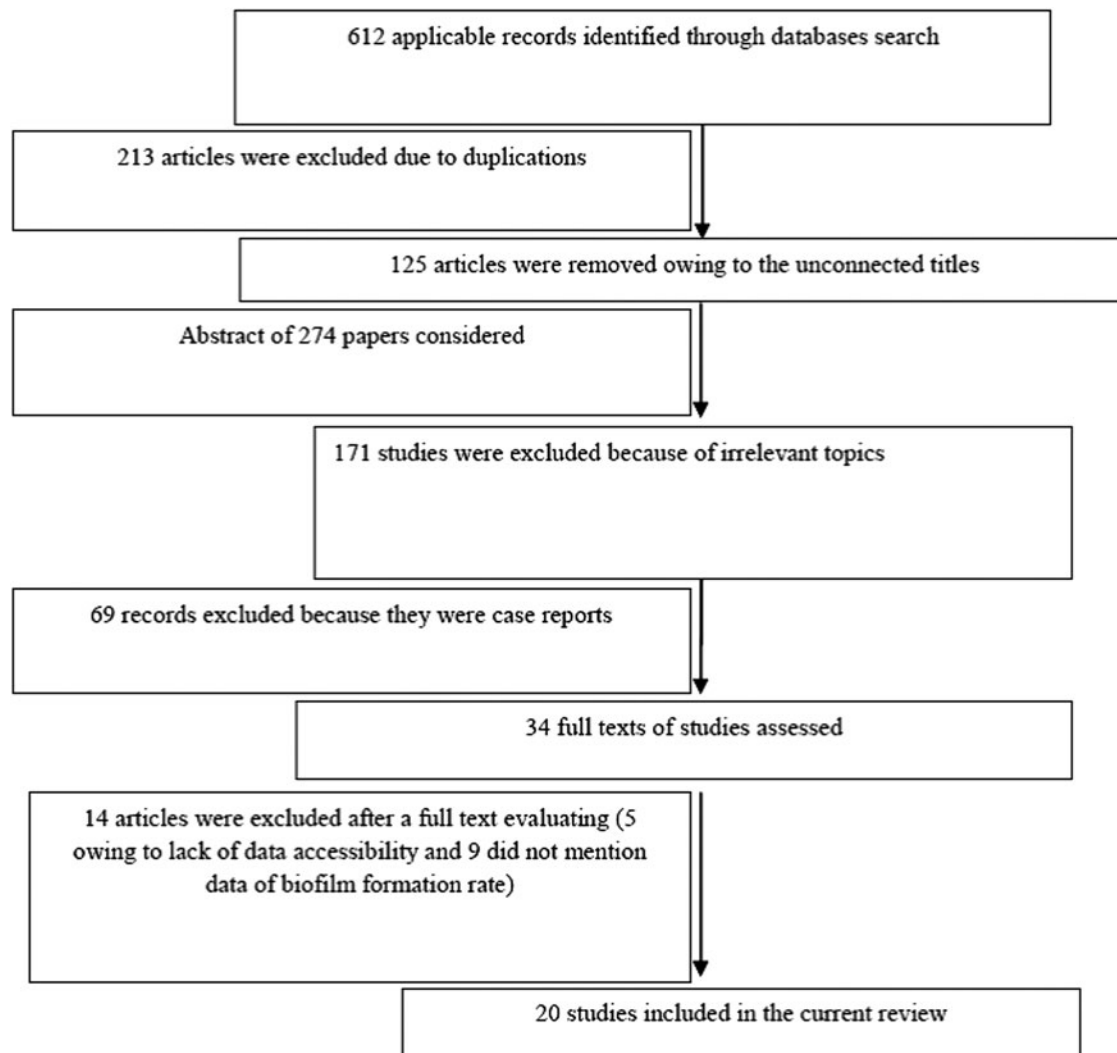 612 applicable records identified through databases search
213 articles were excluded due to duplications
125 articles were removed owing to the unconnected titles
Abstract of 274 papers considered
171 studies were excluded because of irrelevant topics
69 records excluded because they were case reports
34 full texts of studies assessed
14 articles were excluded after a full text evaluating (5
owing to lack of data accessibility and 9 did not mention
data of biofilm formation rate)
20 studies included in the current review